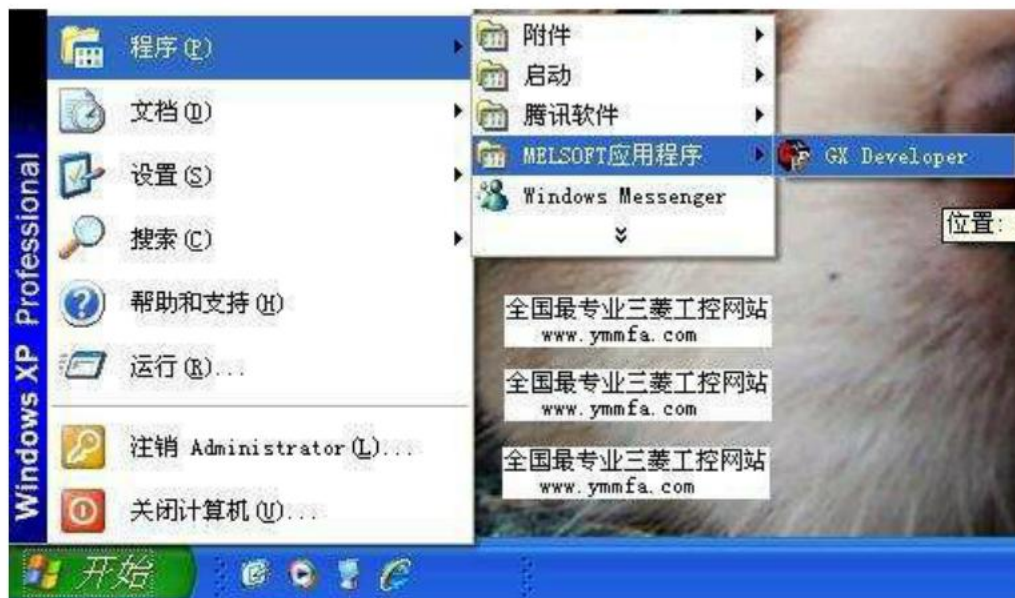 程序(P)
文档(D)
设置(S)
搜索(C)
帮助和支持(H)
运行(R)...
注销 Administrator(L)...
关闭计算机(U)...
Windows XP Professional
开始
附件
启动
腾讯软件
MELSOFT应用程序
Windows Messenger
GX Developer
位置:
全国最专业三菱工控网站
www.ymmfa.com
全国最专业三菱工控网站
www.ymmfa.com
全国最专业三菱工控网站
www.ymmfa.com